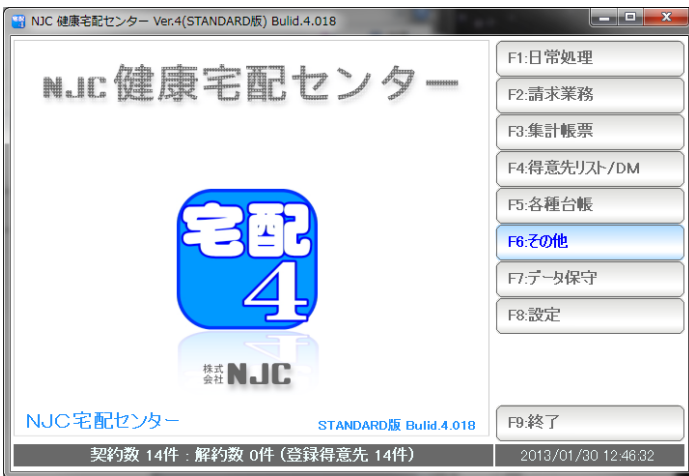 NJC 健康宅配センター Ver.4(STANDARD版) Bulid.4.018
NJC健康宅配センター
宅配
4
株式会社 NJC
NJC宅配センター
STANDARD版 Bulid.4.018
F1:日常処理
F2:請求業務
F3:集計帳票
F4:得意先リスト/DM
F5:各種台帳
F6:その他
F7:データ保守
F8:設定
F9:終了
契約数 14件 : 解約数 0件 (登録得意先 14件)
2013/01/30 12:46:32